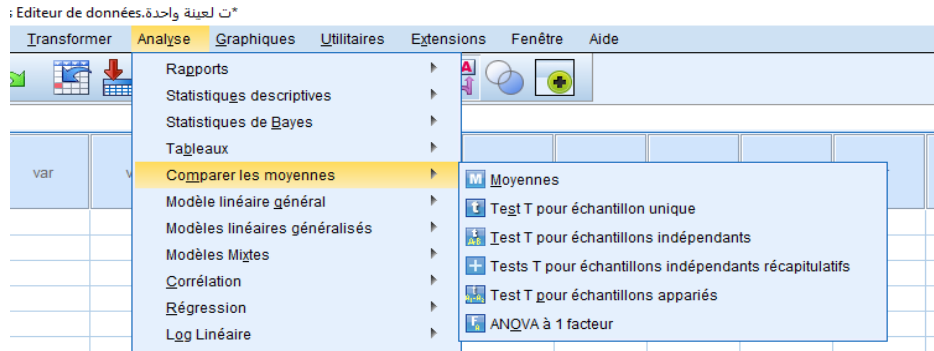 *ت لعينة واحدة.Editeur de données
Transformer Analyse Graphiques Utilitaires Extensions Fenêtre Aide
Rapports
Statistiques descriptives
Statistiques de Bayes
Tableaux
var
Comparer les moyennes
Modèle linéaire général
Modèles linéaires généralisés
Modèles Mixtes
Corrélation
Régression
Log Linéaire
Moyennes
Test T pour échantillon unique
Test T pour échantillons indépendants
Tests T pour échantillons indépendants récapitulatifs
Test T pour échantillons appariés
ANOVA à 1 facteur